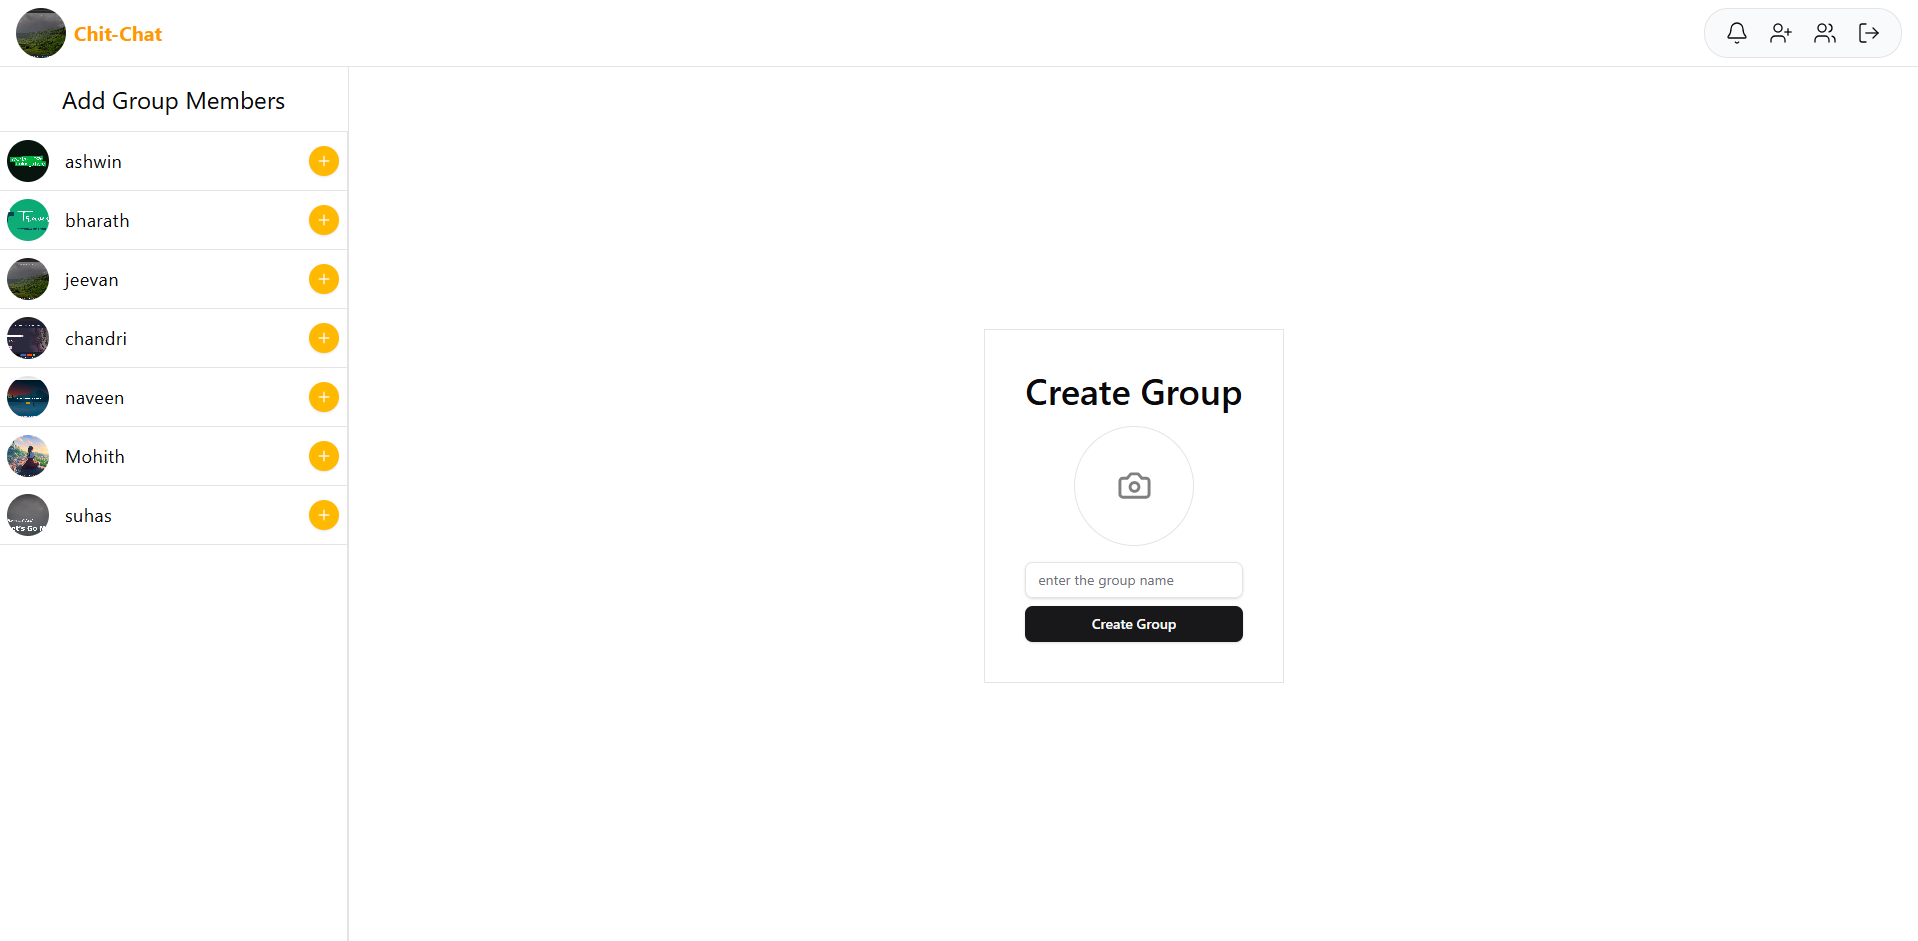 Chit-Chat
Add Group Members
ashwin
bharath
jeevan
chandri
naveen
Mohith
suhas
Create Group
enter the group name
Create Group